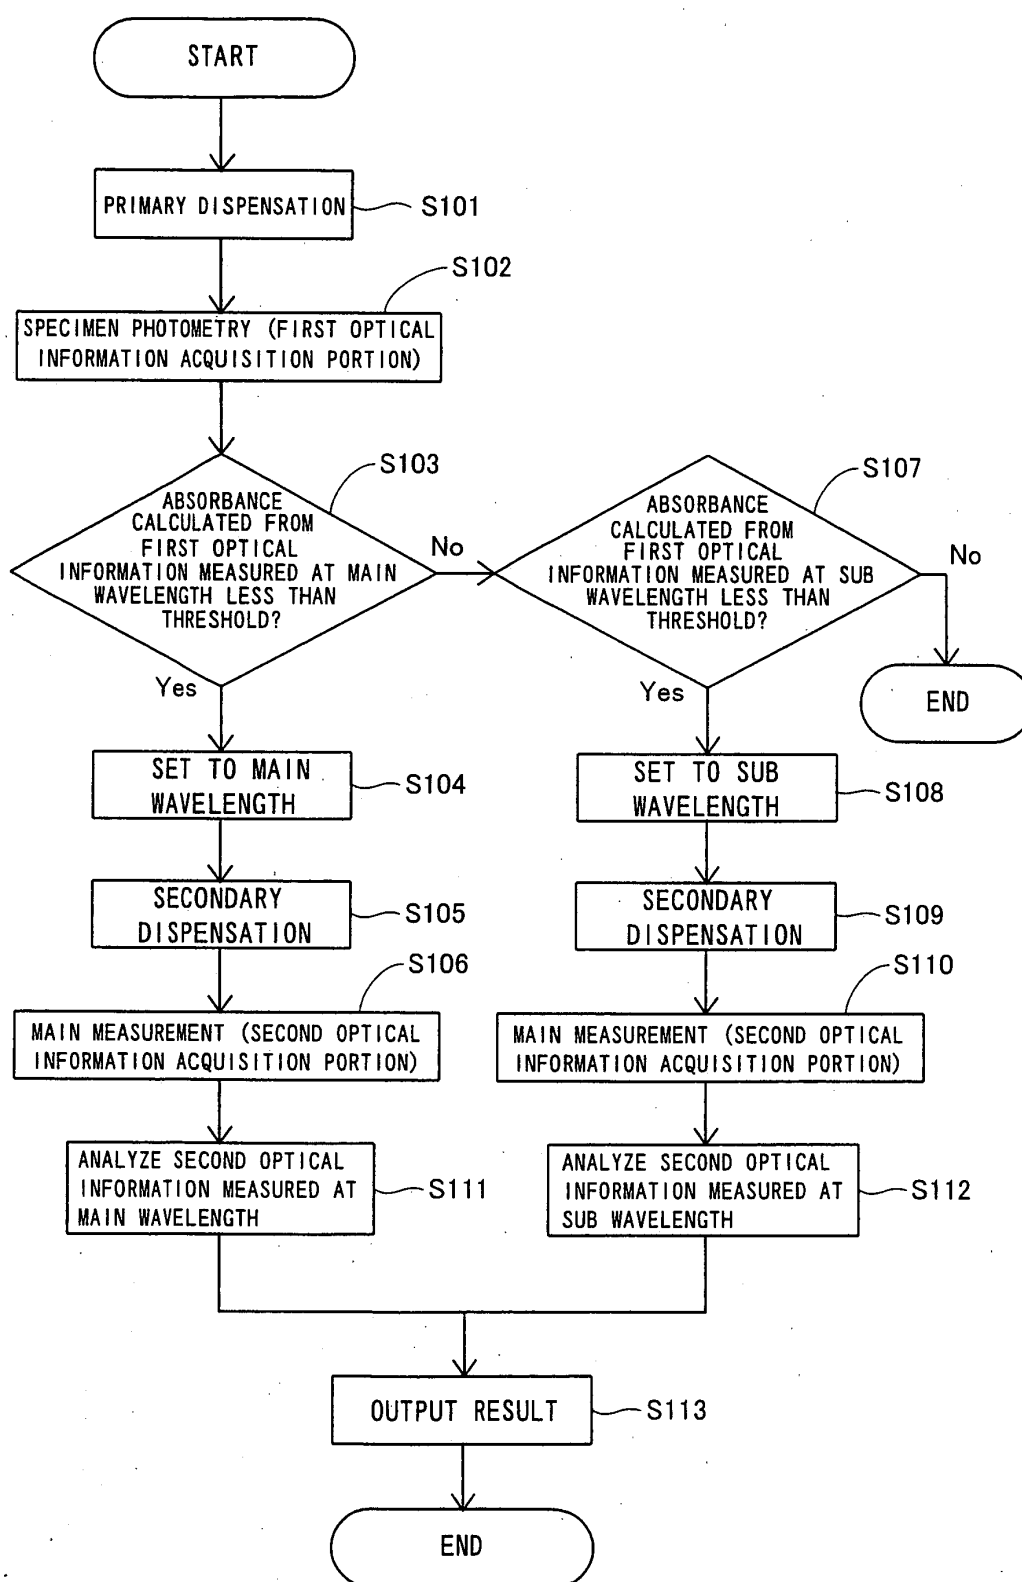 START
PRIMARY DISPENSATION
S101
S102
SPECIMEN PHOTOMETRY (FIRST OPTICAL
INFORMATION ACQUISITION PORTION)
S103
ABSORBANCE
CALCULATED FROM
FIRST OPTICAL
INFORMATION MEASURED AT MAIN
WAVELENGTH LESS THAN
THRESHOLD?
No
Yes
S107
ABSORBANCE
CALCULATED FROM
FIRST OPTICAL
INFORMATION MEASURED AT SUB
WAVELENGTH LESS THAN
THRESHOLD?
No
Yes
END
SET TO MAIN
WAVELENGTH
S104
SET TO SUB
WAVELENGTH
S108
SECONDARY
DISPENSATION
S105
SECONDARY
DISPENSATION
S109
S106
MAIN MEASUREMENT (SECOND OPTICAL
INFORMATION ACQUISITION PORTION)
S110
MAIN MEASUREMENT (SECOND OPTICAL
INFORMATION ACQUISITION PORTION)
ANALYZE SECOND OPTICAL
INFORMATION MEASURED AT
MAIN WAVELENGTH
S111
ANALYZE SECOND OPTICAL
INFORMATION MEASURED AT
SUB WAVELENGTH
S112
OUTPUT RESULT
S113
END